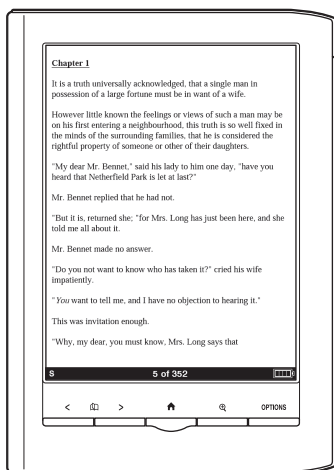 Chapter 1
It is a truth universally acknowledged, that a single man in
possession of a large fortune must be in want of a wife.
However little known the feelings or views of such a man may be
on his first entering a neighbourhood, this truth is so well fixed in
the minds of the surrounding families, that he is considered the
rightful property of someone or other of their daughters.
"My dear Mr. Bennet," said his lady to him one day, "have you
heard that Netherfield Park is let at last?"
Mr. Bennet replied that he had not.
"But it is, returned she; "for Mrs. Long has just been here, and she
told me all about it.
Mr. Bennet made no answer.
"Do you not want to know who has taken it?" cried his wife
impatiently.
"You want to tell me, and I have no objection to hearing it."
This was invitation enough.
"Why, my dear, you must know, Mrs. Long says that
S 5 of 352
OPTIONS